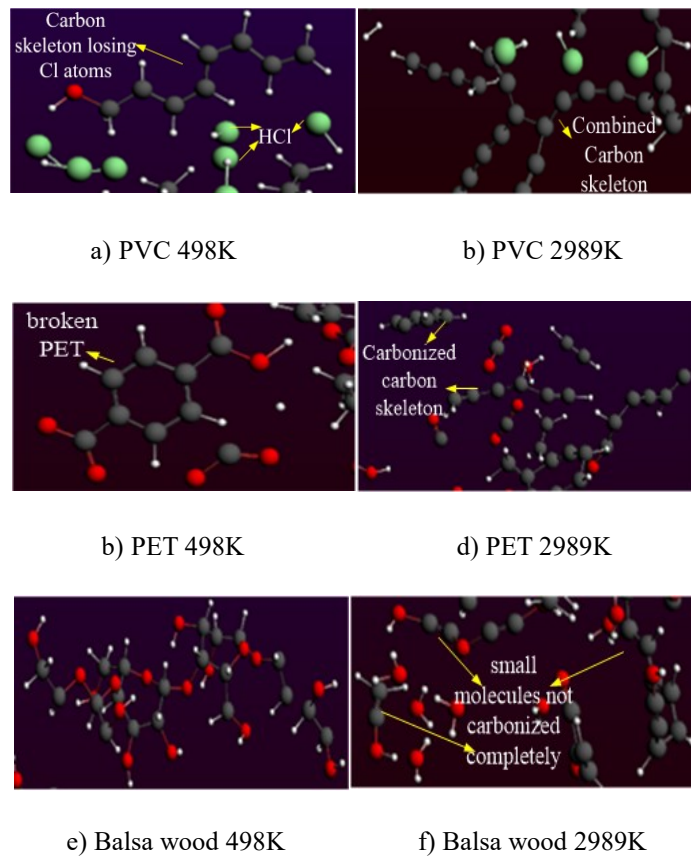 Carbon
skeleton losing
Cl atoms
HCl
Combined
Carbon
skeleton
a) PVC 498K
b) PVC 2989K
broken
PET
Carbonized
carbon
skeleton
b) PET 498K
d) PET 2989K
small
molecules not
carbonized
completely
e) Balsa wood 498K
f) Balsa wood 2989K